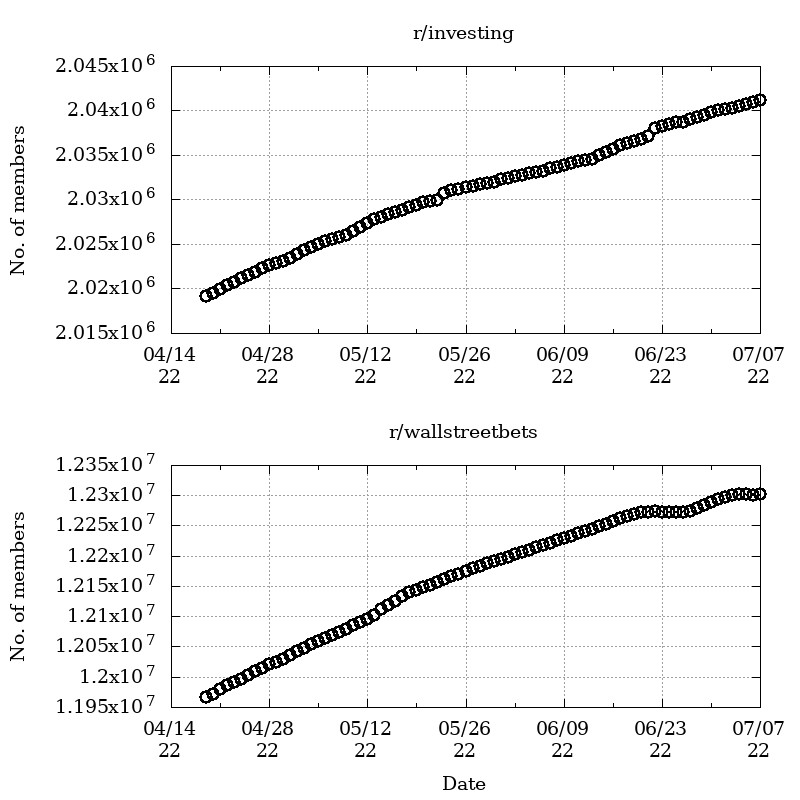 r/investing
No. of members
2.045x10^6
2.04x10^6
2.035x10^6
2.03x10^6
2.025x10^6
2.02x10^6
2.015x10^6
04/14 04/28 05/12 05/26 06/09 06/23 07/07
22 22 22 22 22 22 22
r/wallstreetbets
No. of members
1.235x10^7
1.23x10^7
1.225x10^7
1.22x10^7
1.215x10^7
1.21x10^7
1.205x10^7
1.2x10^7
1.195x10^7
04/14 04/28 05/12 05/26 06/09 06/23 07/07
22 22 22 22 22 22 22
Date